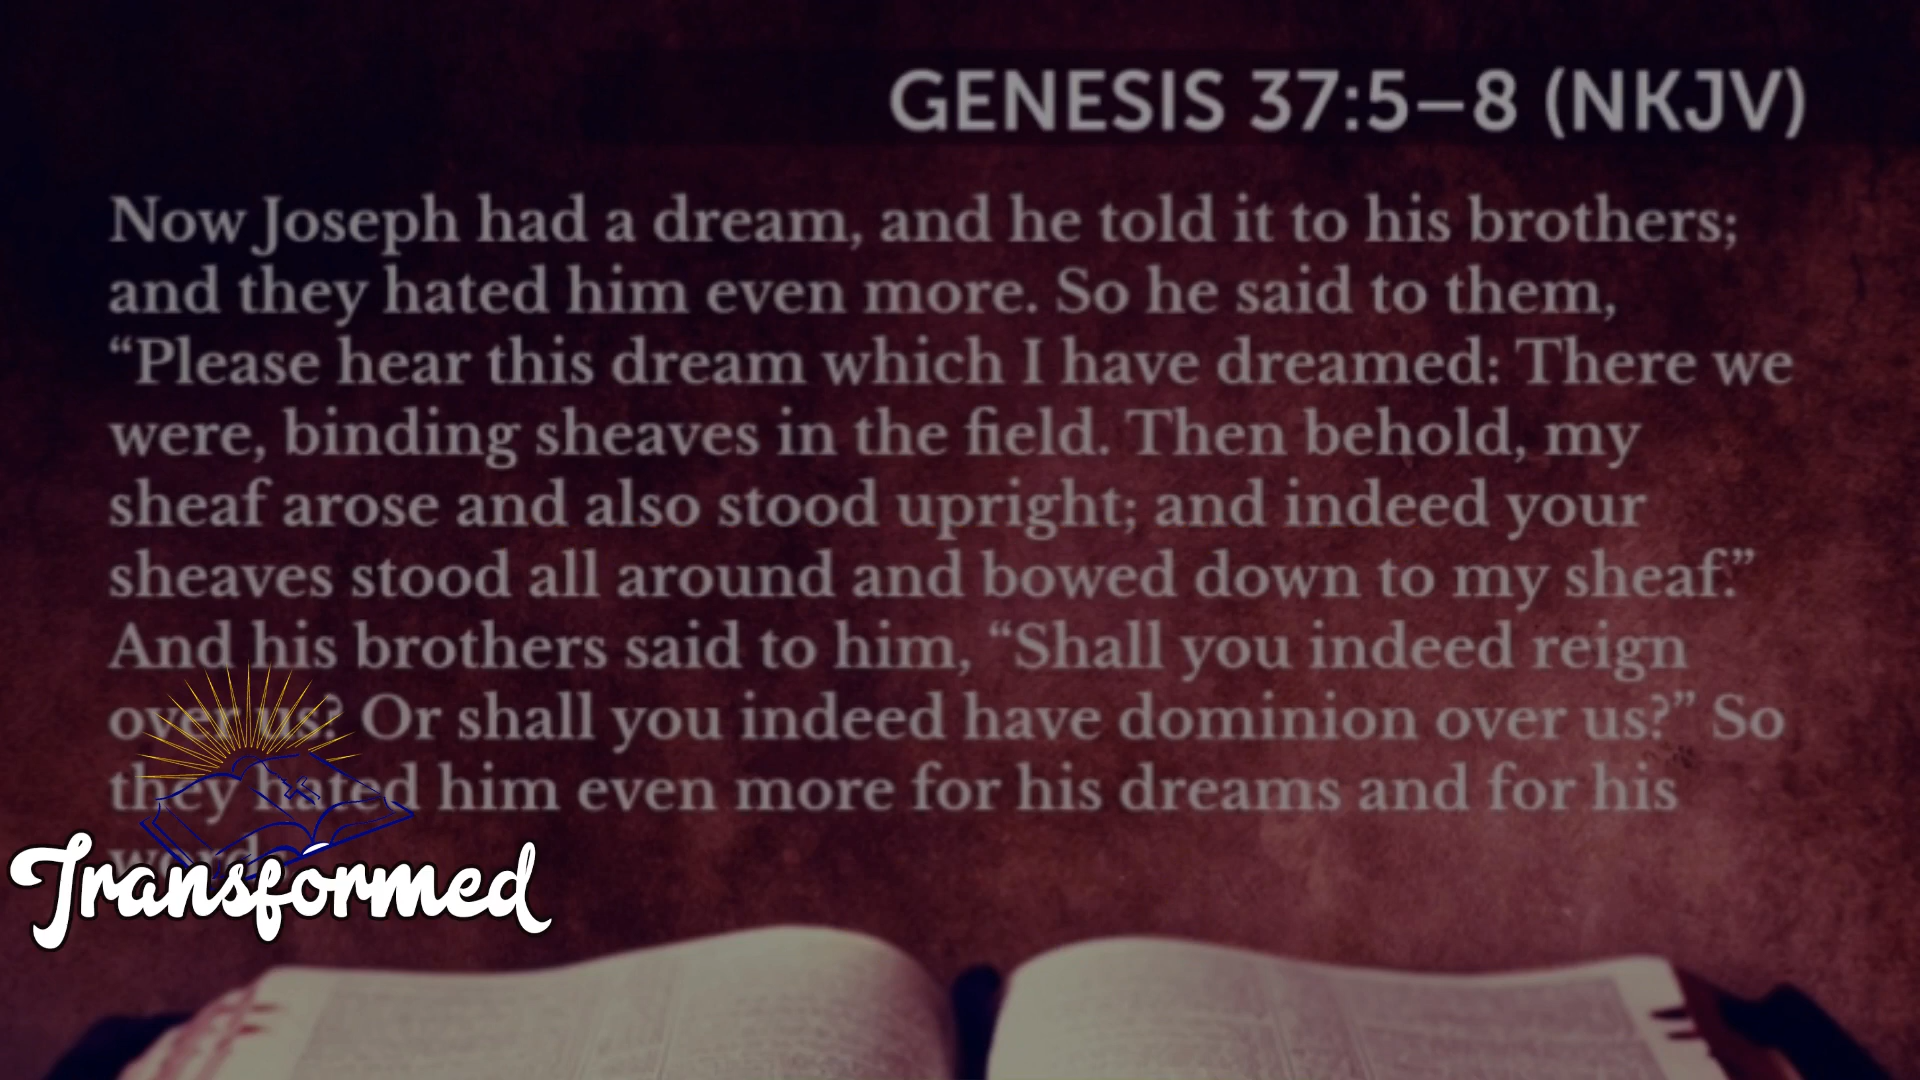 GENESIS 37:5–8 (NKJV)
Now Joseph had a dream, and he told it to his brothers;
and they hated him even more. So he said to them,
“Please hear this dream which I have dreamed: There we
were, binding sheaves in the field. Then behold, my
sheaf arose and also stood upright; and indeed your
sheaves stood all around and bowed down to my sheaf.”
And his brothers said to him, “Shall you indeed reign
over us? Or shall you indeed have dominion over us?” So
they hated him even more for his dreams and for his
Transformed